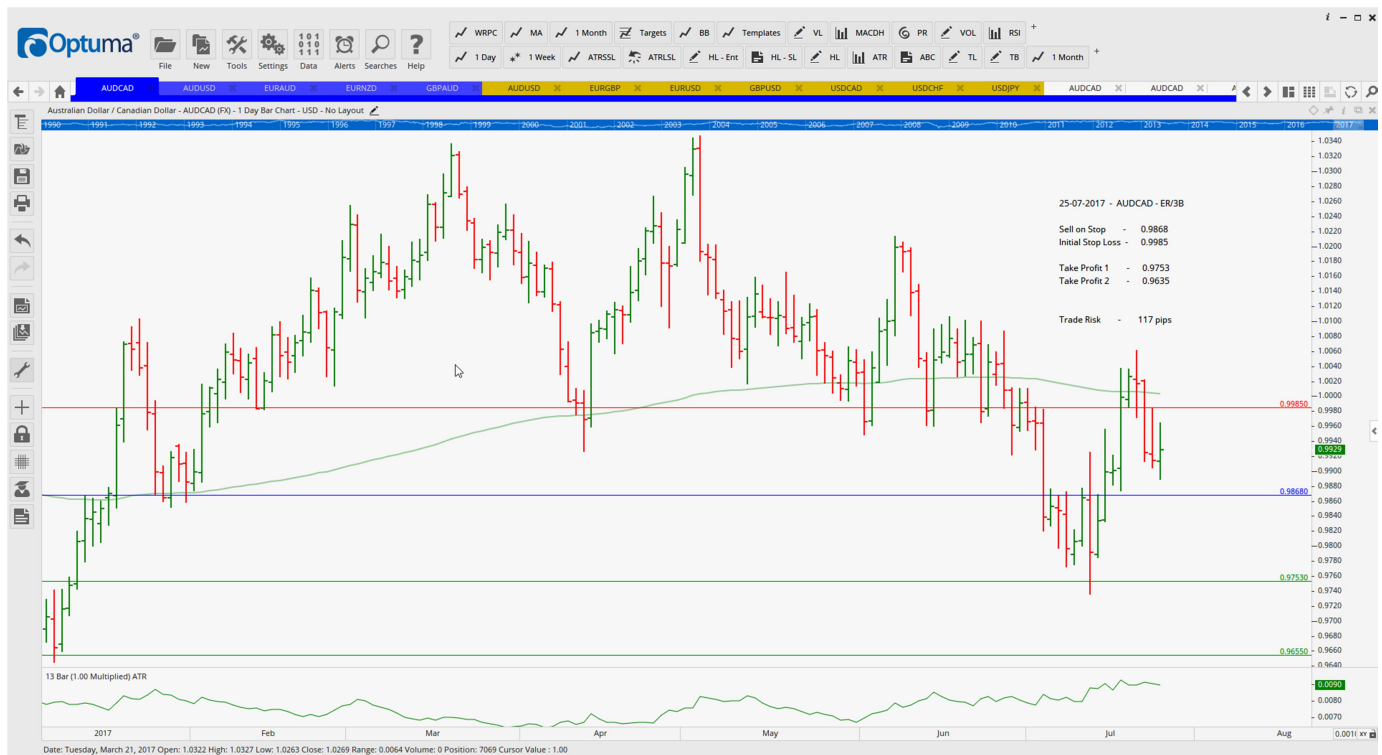 Optuma®
File
New
Tools
Settings
Data
Alerts
Searches
Help
WRPC
MA
1 Month
Targets
BB
Templates
VL
MACDH
PR
VOL
RSI
1 Day
1 Week
ATRSSL
ATRLSL
HL - Ent
HL - SL
HL
ATR
ABC
TL
TB
1 Month
AUDCAD
AUDUSD
EURAUD
EURNZD
GBPAUD
AUDUSD
EURGBP
EURUSD
GBPUSD
USDCAD
USDCHF
USDJPY
AUDCAD
AUDCAD
Australian Dollar / Canadian Dollar - AUDCAD (FX) - 1 Day Bar Chart - USD - No Layout
1990 1991 1992 1993 1994 1995 1996 1997 1998 1999 2000 2001 2002 2003 2004 2005 2006 2007 2008 2009 2010 2011 2012 2013 2014 2015 2016 2017
25-07-2017 - AUDCAD - ER/3B
Sell on Stop - 0.9868
Initial Stop Loss - 0.9985
Take Profit 1 - 0.9753
Take Profit 2 - 0.9635
Trade Risk - 117 pips
1.0340
1.0320
1.0300
1.0280
1.0260
1.0240
1.0220
1.0200
1.0180
1.0160
1.0140
1.0120
1.0100
1.0080
1.0060
1.0040
1.0020
1.0000
0.9980
0.9960
0.9940
0.9929
0.9920
0.9900
0.9880
0.9860
0.9840
0.9820
0.9800
0.9780
0.9760
0.9740
0.9720
0.9700
0.9680
0.9660
0.9640
0.99850
0.98680
0.97530
0.96550
13 Bar (1.00 Multiplied) ATR
0.0090
0.0080
0.0070
2017 Feb Mar Apr May Jun Jul Aug
XY
Date: Tuesday, March 21, 2017 Open: 1.0322 High: 1.0327 Low: 1.0263 Close: 1.0269 Range: 0.0064 Volume: 0 Position: 7069 Cursor Value : 1.00